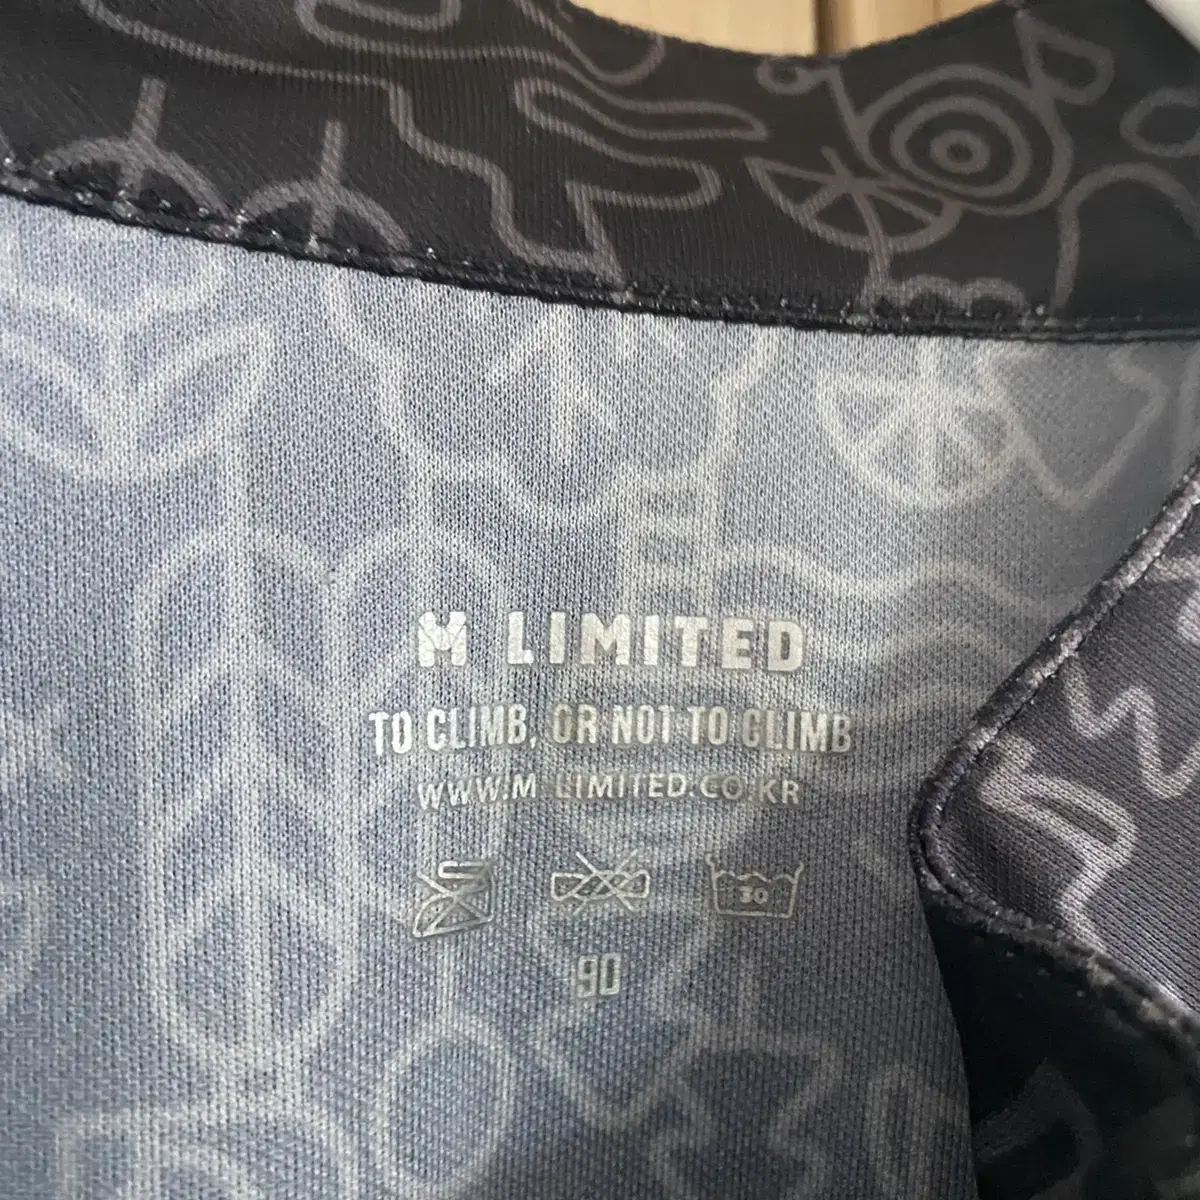 M LIMITED
TO CLIMB, OR NOT TO CLIMB
WWW.M-LIMITED.CO.KR
30
90